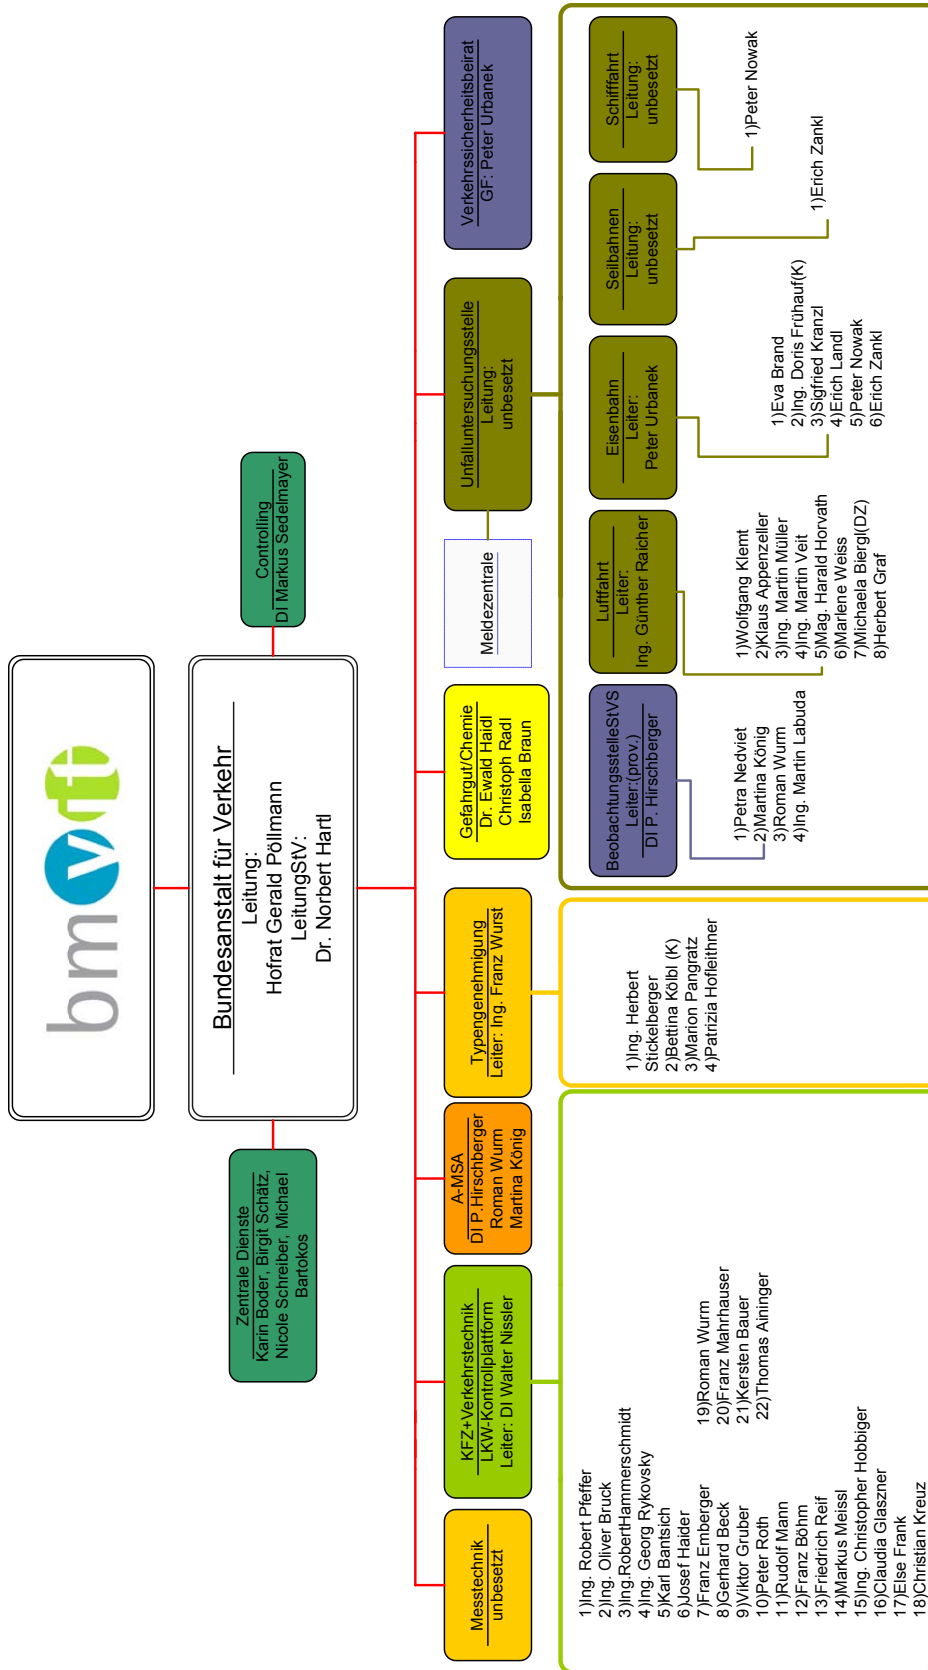 bmvit
Bundesanstalt für Verkehr
Leitung:
Hofrat Gerald Pöllmann
LeitungStV:
Dr. Norbert Hartl
Zentrale Dienste
Karin Boder, Birgit Schätz,
Nicole Schreiber, Michael
Bartokos
Controlling
DI Markus Sedelmayer
Messtechnik
unbesetzt
KFZ+Verkehrstechnik
LKW-Kontrollplattform
Leiter: DI Walter Nissler
A-MSA
DI P.Hirschberger
Roman Wurm
Martina König
Typengenehmigung
Leiter: Ing. Franz Wurst
Gefahrgut/Chemie
Dr. Ewald Haidl
Christoph Radl
Isabella Braun
Meldezentrale
Unfalluntersuchungsstelle
Leitung:
unbesetzt
Verkehrssicherheitsbeirat
GF: Peter Urbanek
1)Ing. Robert Pfeffer
2)Ing. Oliver Bruck
3)Ing.RobertHammerschmidt
4)Ing. Georg Rykovsky
5)Karl Bantsich
6)Josef Haider
7)Franz Emberger
8)Gerhard Beck
9)Viktor Gruber
10)Peter Roth
11)Rudolf Mann
12)Franz Böhm
13)Friedrich Reif
14)Markus Meissl
15)Ing. Christopher Hobbiger
16)Claudia Glaszner
17)Else Frank
18)Christian Kreuz
19)Roman Wurm
20)Franz Mahrhauser
21)Kersten Bauer
22)Thomas Aininger
1)Ing. Herbert
Stickelberger
2)Bettina Kölbl (K)
3)Marion Pangratz
4)Patrizia Hofleithner
BeobachtungsstelleStVS
Leiter:(prov.)
DI P. Hirschberger
1)Petra Nedviet
2)Martina König
3)Roman Wurm
4)Ing. Martin Labuda
Luftfahrt
Leiter:
Ing. Günther Raicher
1)Wolfgang Klemt
2)Klaus Appenzeller
3)Ing. Martin Müller
4)Ing. Martin Veit
5)Mag. Harald Horvath
6)Marlene Weiss
7)Michaela Biergl(DZ)
8)Herbert Graf
Eisenbahn
Leiter:
Peter Urbanek
1)Eva Brand
2)Ing. Doris Frühauf(K)
3)Sigfried Kranzl
4)Erich Landl
5)Peter Nowak
6)Erich Zankl
Seilbahnen
Leitung:
unbesetzt
1)Erich Zankl
Schifffahrt
Leitung:
unbesetzt
1)Peter Nowak